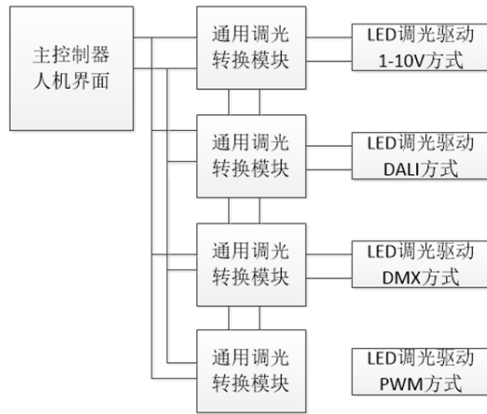 主控制器
人机界面
通用调光
转换模块
LED调光驱动
1-10V方式
通用调光
转换模块
LED调光驱动
DALI方式
通用调光
转换模块
LED调光驱动
DMX方式
通用调光
转换模块
LED调光驱动
PWM方式